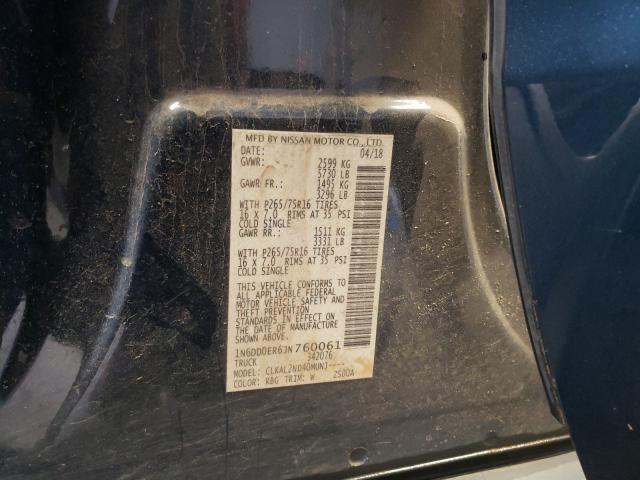 MFD BY NISSAN MOTOR CO.,LTD.
DATE: 04/18
GVWR: 2599 KG
5730 LB
GAWR FR.: 1495 KG
3296 LB
WITH P265/75R16 TIRES
16 X 7.0 RIMS AT 35 PSI
COLD SINGLE
GAWR RR.: 1511 KG
3331 LB
WITH P265/75R16 TIRES
16 X 7.0 RIMS AT 35 PSI
COLD SINGLE
THIS VEHICLE CONFORMS TO
ALL APPLICABLE FEDERAL
MOTOR VEHICLE SAFETY AND
THEFT PREVENTION
STANDARDS IN EFFECT ON
THE DATE OF MANUFACTURE
SHOWN ABOVE.
1N6DD0ER6JN760061
TRUCK 342076
MODEL: CLKAL2ND40MUNJ----
COLOR: KBG TRIM: W 2500A